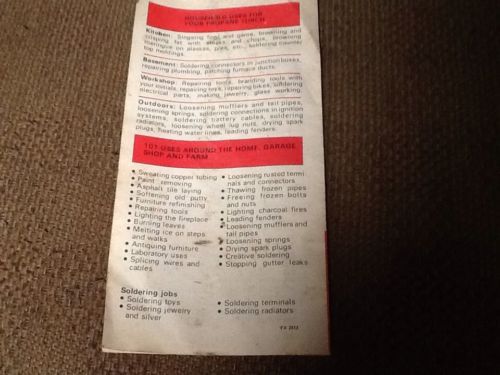 HOUSEHOLD USES FOR
YOUR PROPANE TORCH
Kitchen: Singeing fowl and game, browning and
crisping fat with steaks and chops, browning
meringue on alaskas, pies, etc., soldering counter
top moldings.
Basement: Soldering connectors in junction boxes,
repairing plumbing, patching furnace ducts.
Workshop: Repairing tools, branding tools with
your initials, repairing toys, repairing bikes, soldering
electrical parts, making jewelry, glass working.
Outdoors: Loosening mufflers and tail pipes,
loosening springs, soldering connections in ignition
systems, soldering battery cables, soldering
radiators, loosening wheel lug nuts, drying spark
plugs, heating water lines, leading fenders.
101 USES AROUND THE HOME, GARAGE,
SHOP AND FARM
• Sweating copper tubing
• Paint removing
• Asphalt tile laying
• Softening old putty
• Furniture refinishing
• Repairing tools
• Lighting the fireplace
• Burning leaves
• Melting ice on steps
and walks
• Antiquing furniture
• Laboratory uses
• Splicing wires and
cables
• Loosening rusted termi
nals and connectors
• Thawing frozen pipes
• Freeing frozen bolts
and nuts
• Lighting charcoal fires
• Leading fenders
• Loosening mufflers and
tail pipes
• Loosening springs
• Drying spark plugs
• Creative soldering
• Stopping gutter leaks
Soldering jobs
• Soldering toys
• Soldering jewelry
and silver
• Soldering terminals
• Soldering radiators